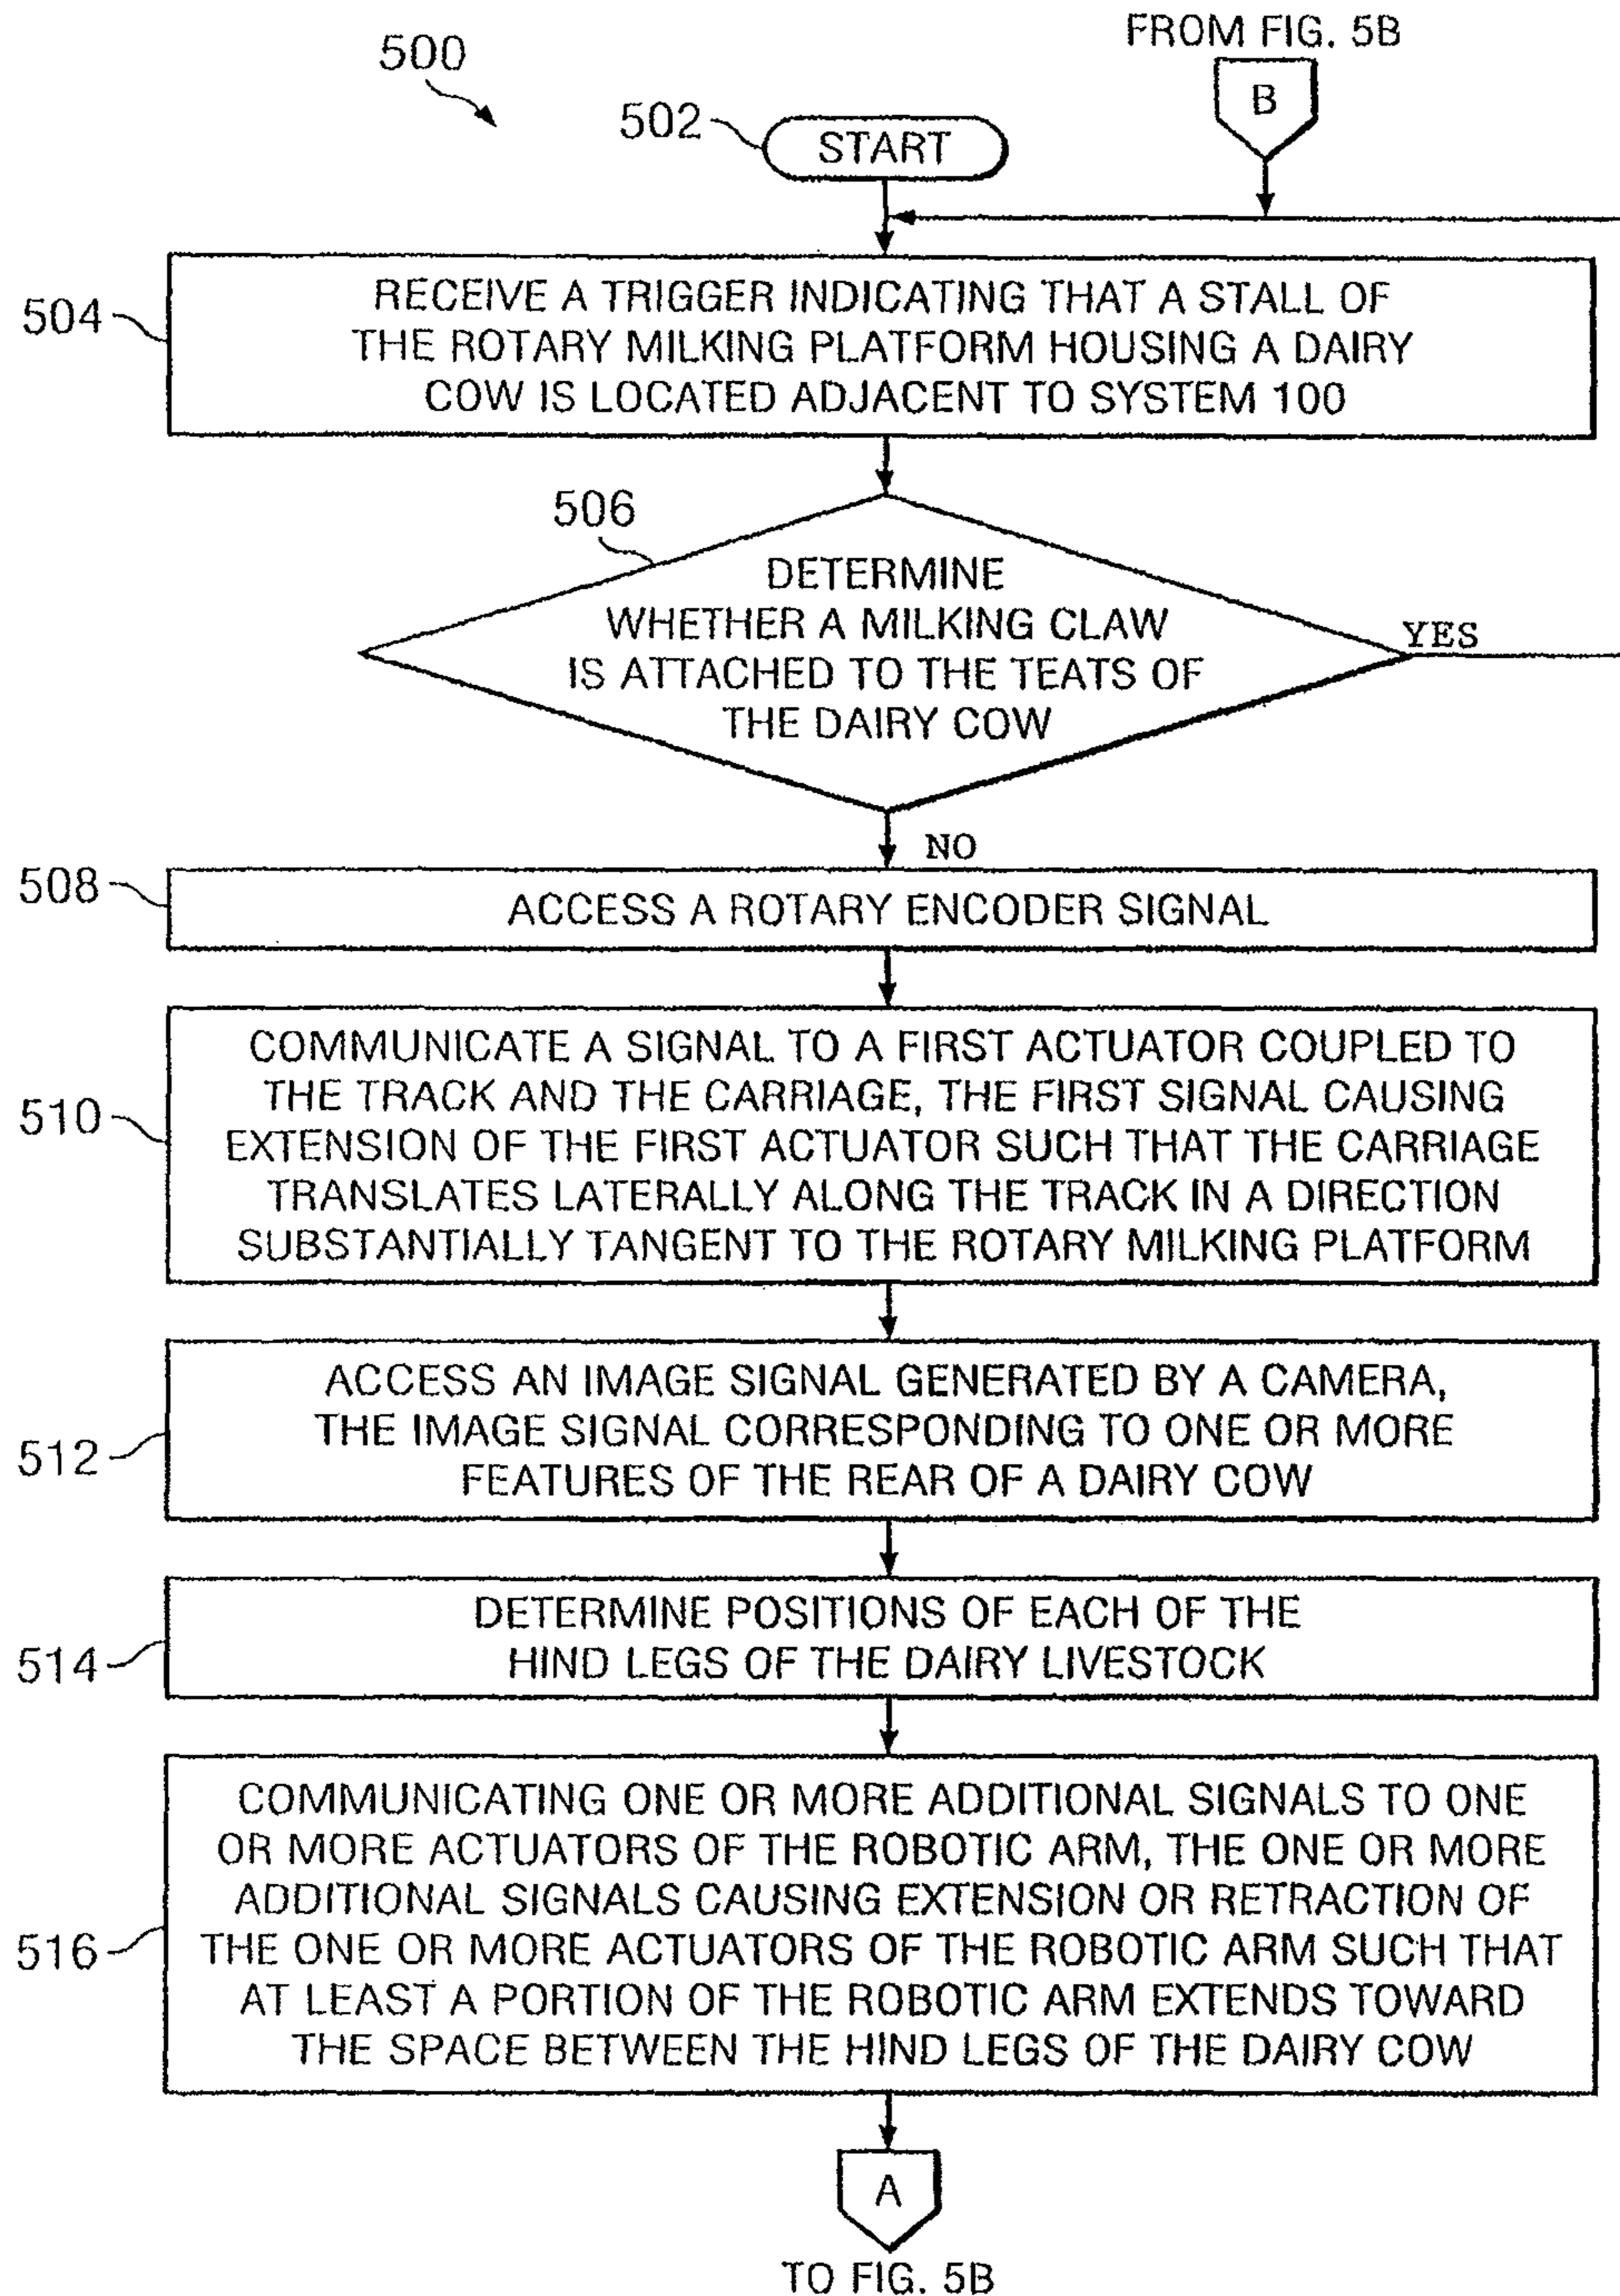 FROM FIG. 5B
500
B
502
START
504
RECEIVE A TRIGGER INDICATING THAT A STALL OF
THE ROTARY MILKING PLATFORM HOUSING A DAIRY
COW IS LOCATED ADJACENT TO SYSTEM 100
506
DETERMINE
WHETHER A MILKING CLAW
IS ATTACHED TO THE TEATS OF
THE DAIRY COW
YES
NO
508
ACCESS A ROTARY ENCODER SIGNAL
510
COMMUNICATE A SIGNAL TO A FIRST ACTUATOR COUPLED TO
THE TRACK AND THE CARRIAGE, THE FIRST SIGNAL CAUSING
EXTENSION OF THE FIRST ACTUATOR SUCH THAT THE CARRIAGE
TRANSLATES LATERALLY ALONG THE TRACK IN A DIRECTION
SUBSTANTIALLY TANGENT TO THE ROTARY MILKING PLATFORM
512
ACCESS AN IMAGE SIGNAL GENERATED BY A CAMERA,
THE IMAGE SIGNAL CORRESPONDING TO ONE OR MORE
FEATURES OF THE REAR OF A DAIRY COW
514
DETERMINE POSITIONS OF EACH OF THE
HIND LEGS OF THE DAIRY LIVESTOCK
516
COMMUNICATING ONE OR MORE ADDITIONAL SIGNALS TO ONE
OR MORE ACTUATORS OF THE ROBOTIC ARM, THE ONE OR MORE
ADDITIONAL SIGNALS CAUSING EXTENSION OR RETRACTION OF
THE ONE OR MORE ACTUATORS OF THE ROBOTIC ARM SUCH THAT
AT LEAST A PORTION OF THE ROBOTIC ARM EXTENDS TOWARD
THE SPACE BETWEEN THE HIND LEGS OF THE DAIRY COW
A
TO FIG. 5B